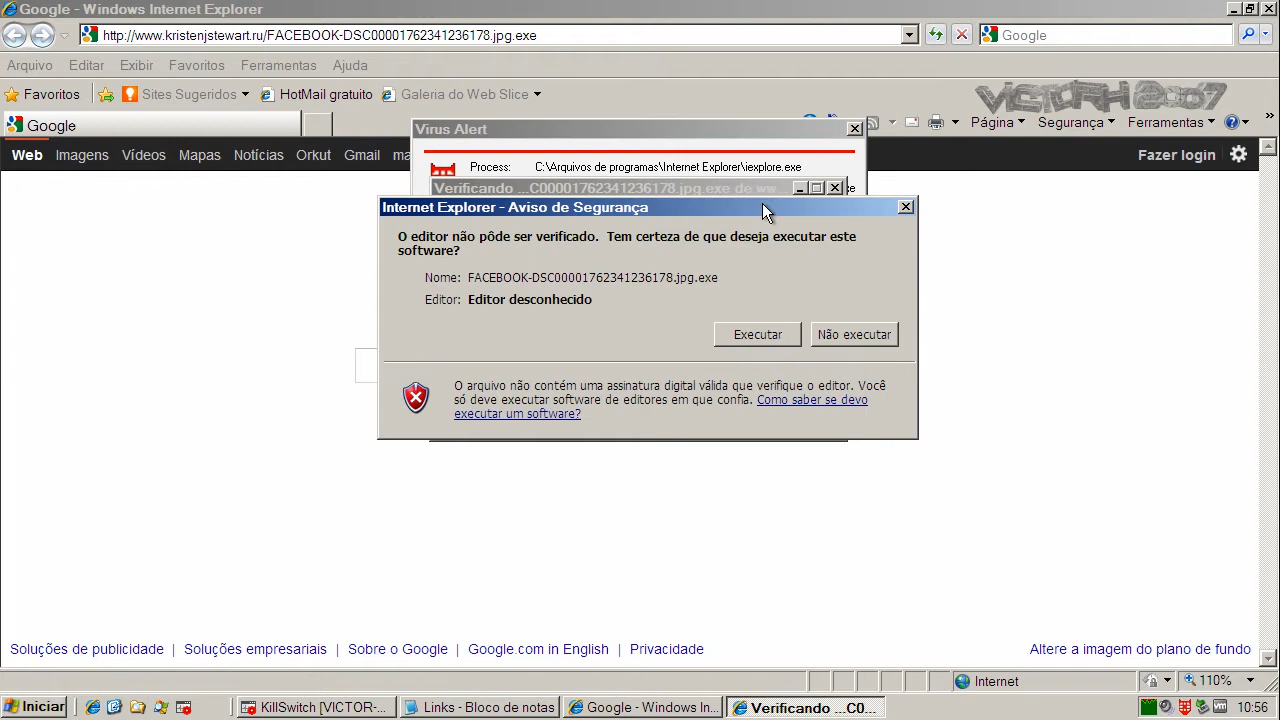 Google - Windows Internet Explorer
http://www.kristenjstewart.ru/FACEBOOK-DSC00001762341236178.jpg.exe
Google
Arquivo Editar Exibir Favoritos Ferramentas Ajuda
Favoritos Sites Sugeridos HotMail gratuito Galeria do Web Slice
VICTORH2007
Google
Página Segurança Ferramentas
Virus Alert
Web Imagens Vídeos Mapas Notícias Orkut Gmail
Fazer login
Process: C:\Arquivos de programas\Internet Explorer\iexplore.exe
Verificando ...C00001762341236178.jpg.exe de ww...
Internet Explorer - Aviso de Segurança
O editor não pôde ser verificado. Tem certeza de que deseja executar este
software?
Nome: FACEBOOK-DSC00001762341236178.jpg.exe
Editor: Editor desconhecido
Executar Não executar
O arquivo não contém uma assinatura digital válida que verifique o editor. Você
só deve executar software de editores em que confia. Como saber se devo
executar um software?
Soluções de publicidade | Soluções empresariais | Sobre o Google | Google.com in English | Privacidade
Altere a imagem do plano de fundo
Internet
110%
Iniciar
KillSwitch [VICTOR-...
Links - Bloco de notas
Google - Windows In...
Verificando ...C0...
10:56